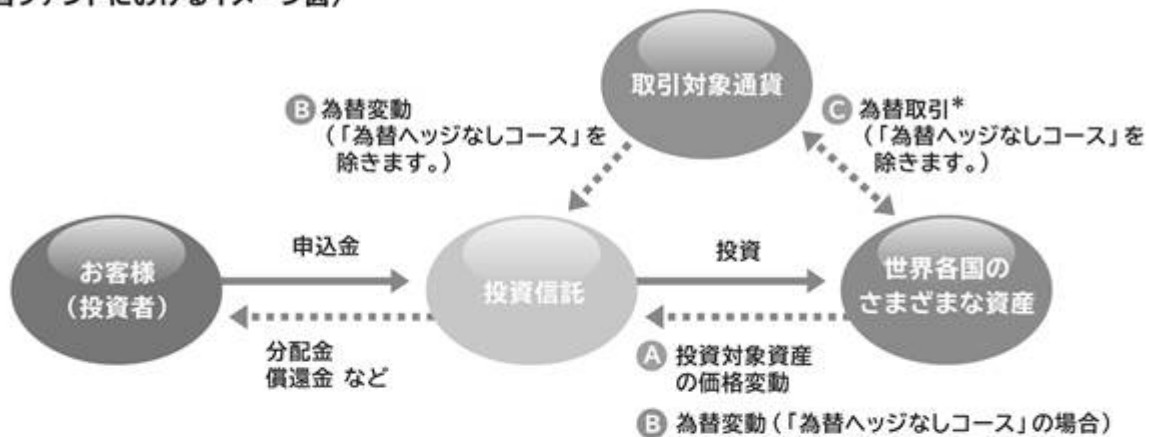 取引対象通貨
B 為替変動
（「為替ヘッジなしコース」を
除きます。）
C 為替取引*
（「為替ヘッジなしコース」を
除きます。）
お客様
（投資者）
申込金
投資信託
投資
世界各国の
さまざまな資産
分配金
償還金 など
A 投資対象資産
の価格変動
B 為替変動（「為替ヘッジなしコース」の場合）